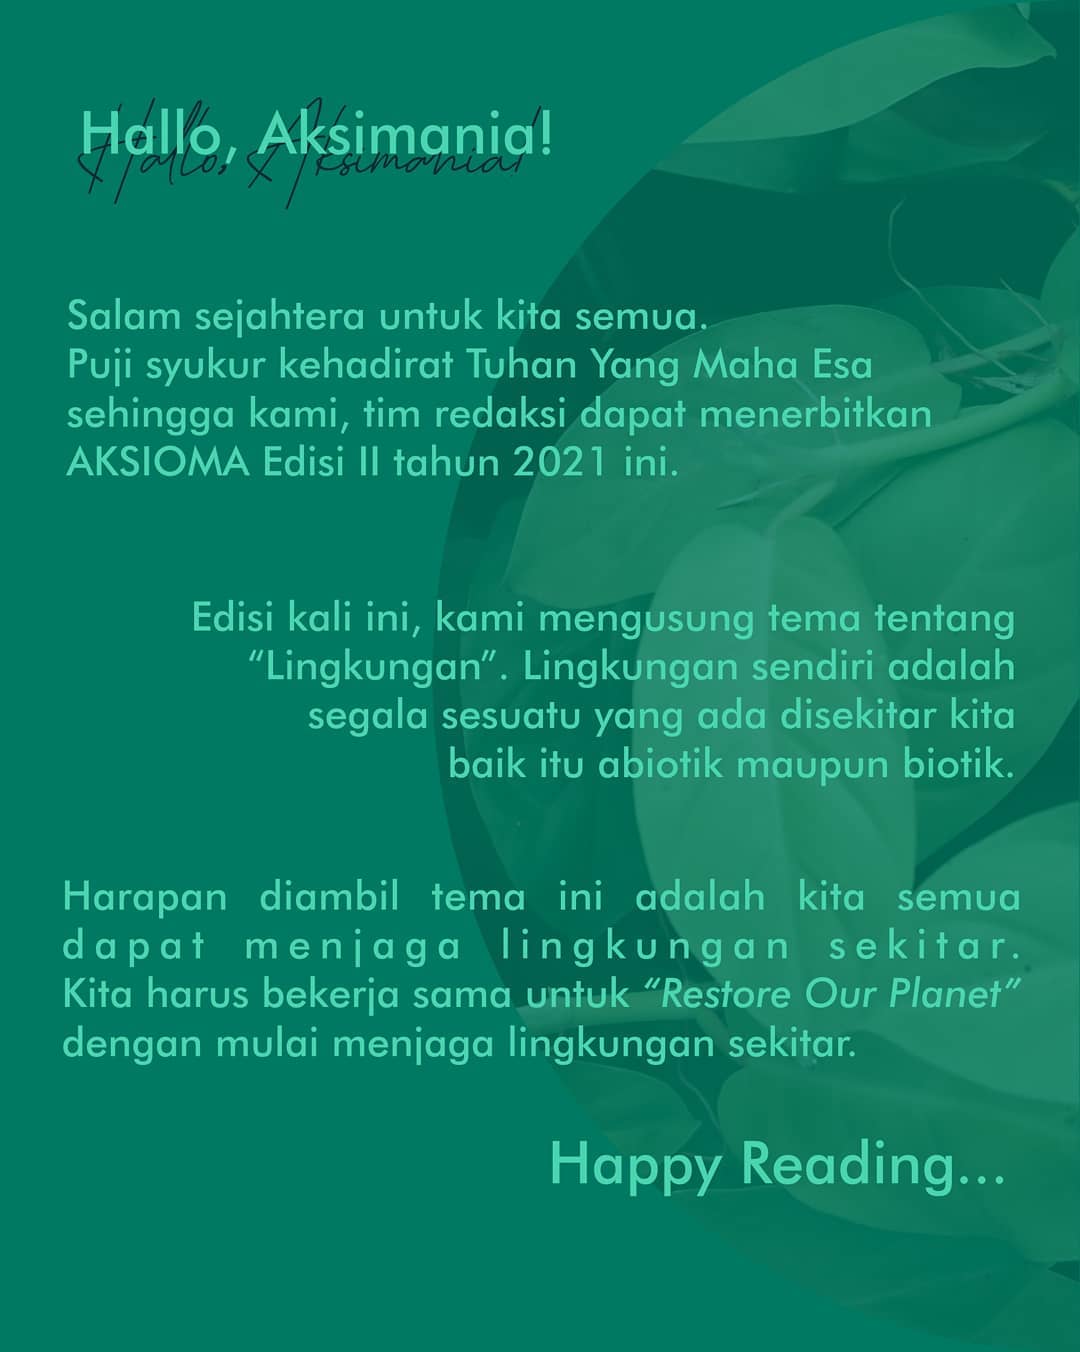 Hallo, Aksimania!
Hallo, Aksimania!
Salam sejahtera untuk kita semua.
Puji syukur kehadirat Tuhan Yang Maha Esa
sehingga kami, tim redaksi dapat menerbitkan
AKSIOMA Edisi II tahun 2021 ini.
Edisi kali ini, kami mengusung tema tentang
“Lingkungan”. Lingkungan sendiri adalah
segala sesuatu yang ada disekitar kita
baik itu abiotik maupun biotik.
Harapan diambil tema ini adalah kita semua
dapat menjaga lingkungan sekitar.
Kita harus bekerja sama untuk “Restore Our Planet”
dengan mulai menjaga lingkungan sekitar.
Happy Reading...